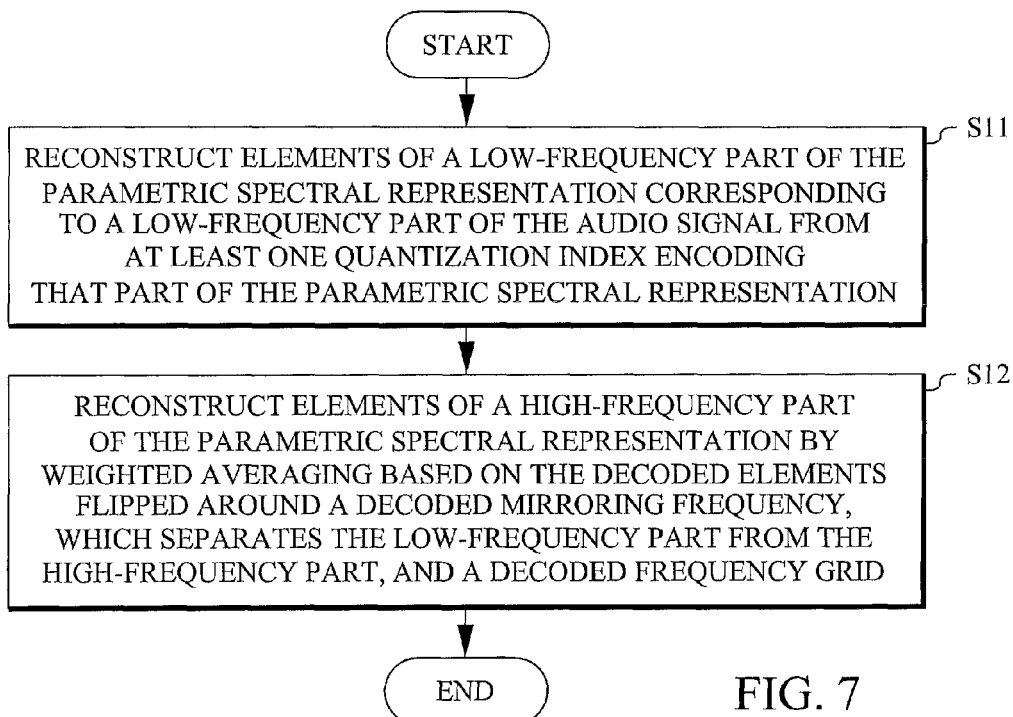 START
S11
RECONSTRUCT ELEMENTS OF A LOW-FREQUENCY PART OF THE
PARAMETRIC SPECTRAL REPRESENTATION CORRESPONDING
TO A LOW-FREQUENCY PART OF THE AUDIO SIGNAL FROM
AT LEAST ONE QUANTIZATION INDEX ENCODING
THAT PART OF THE PARAMETRIC SPECTRAL REPRESENTATION
S12
RECONSTRUCT ELEMENTS OF A HIGH-FREQUENCY PART
OF THE PARAMETRIC SPECTRAL REPRESENTATION BY
WEIGHTED AVERAGING BASED ON THE DECODED ELEMENTS
FLIPPED AROUND A DECODED MIRRORING FREQUENCY,
WHICH SEPARATES THE LOW-FREQUENCY PART FROM THE
HIGH-FREQUENCY PART, AND A DECODED FREQUENCY GRID
END
FIG. 7